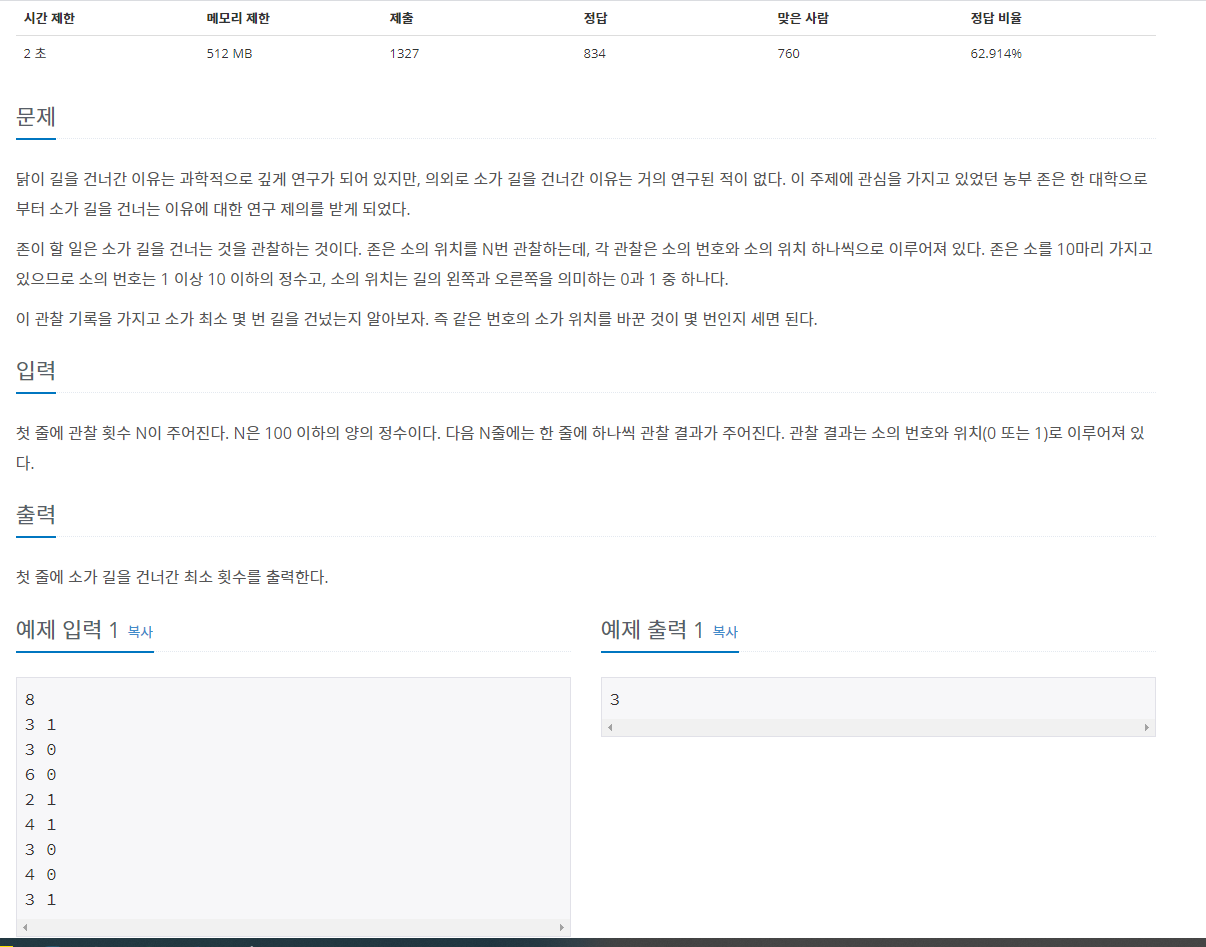 시간 제한 메모리 제한 제출 정답 맞은 사람 정답 비율
2 초 512 MB 1327 834 760 62.914%
문제
닭이 길을 건너간 이유는 과학적으로 깊게 연구가 되어 있지만, 의외로 소가 길을 건너간 이유는 거의 연구된 적이 없다. 이 주제에 관심을 가지고 있었던 농부 존은 한 대학으로
부터 소가 길을 건너는 이유에 대한 연구 제의를 받게 되었다.
존이 할 일은 소가 길을 건너는 것을 관찰하는 것이다. 존은 소의 위치를 N번 관찰하는데, 각 관찰은 소의 번호와 소의 위치 하나씩으로 이루어져 있다. 존은 소를 10마리 가지고
있으므로 소의 번호는 1 이상 10 이하의 정수고, 소의 위치는 길의 왼쪽과 오른쪽을 의미하는 0과 1 중 하나다.
이 관찰 기록을 가지고 소가 최소 몇 번 길을 건넜는지 알아보자. 즉 같은 번호의 소가 위치를 바꾼 것이 몇 번인지 세면 된다.
입력
첫 줄에 관찰 횟수 N이 주어진다. N은 100 이하의 양의 정수이다. 다음 N줄에는 한 줄에 하나씩 관찰 결과가 주어진다. 관찰 결과는 소의 번호와 위치(0 또는 1)로 이루어져 있
다.
출력
첫 줄에 소가 길을 건너간 최소 횟수를 출력한다.
예제 입력 1 복사
8
3 1
3 0
6 0
2 1
4 1
3 0
4 0
3 1
예제 출력 1 복사
3